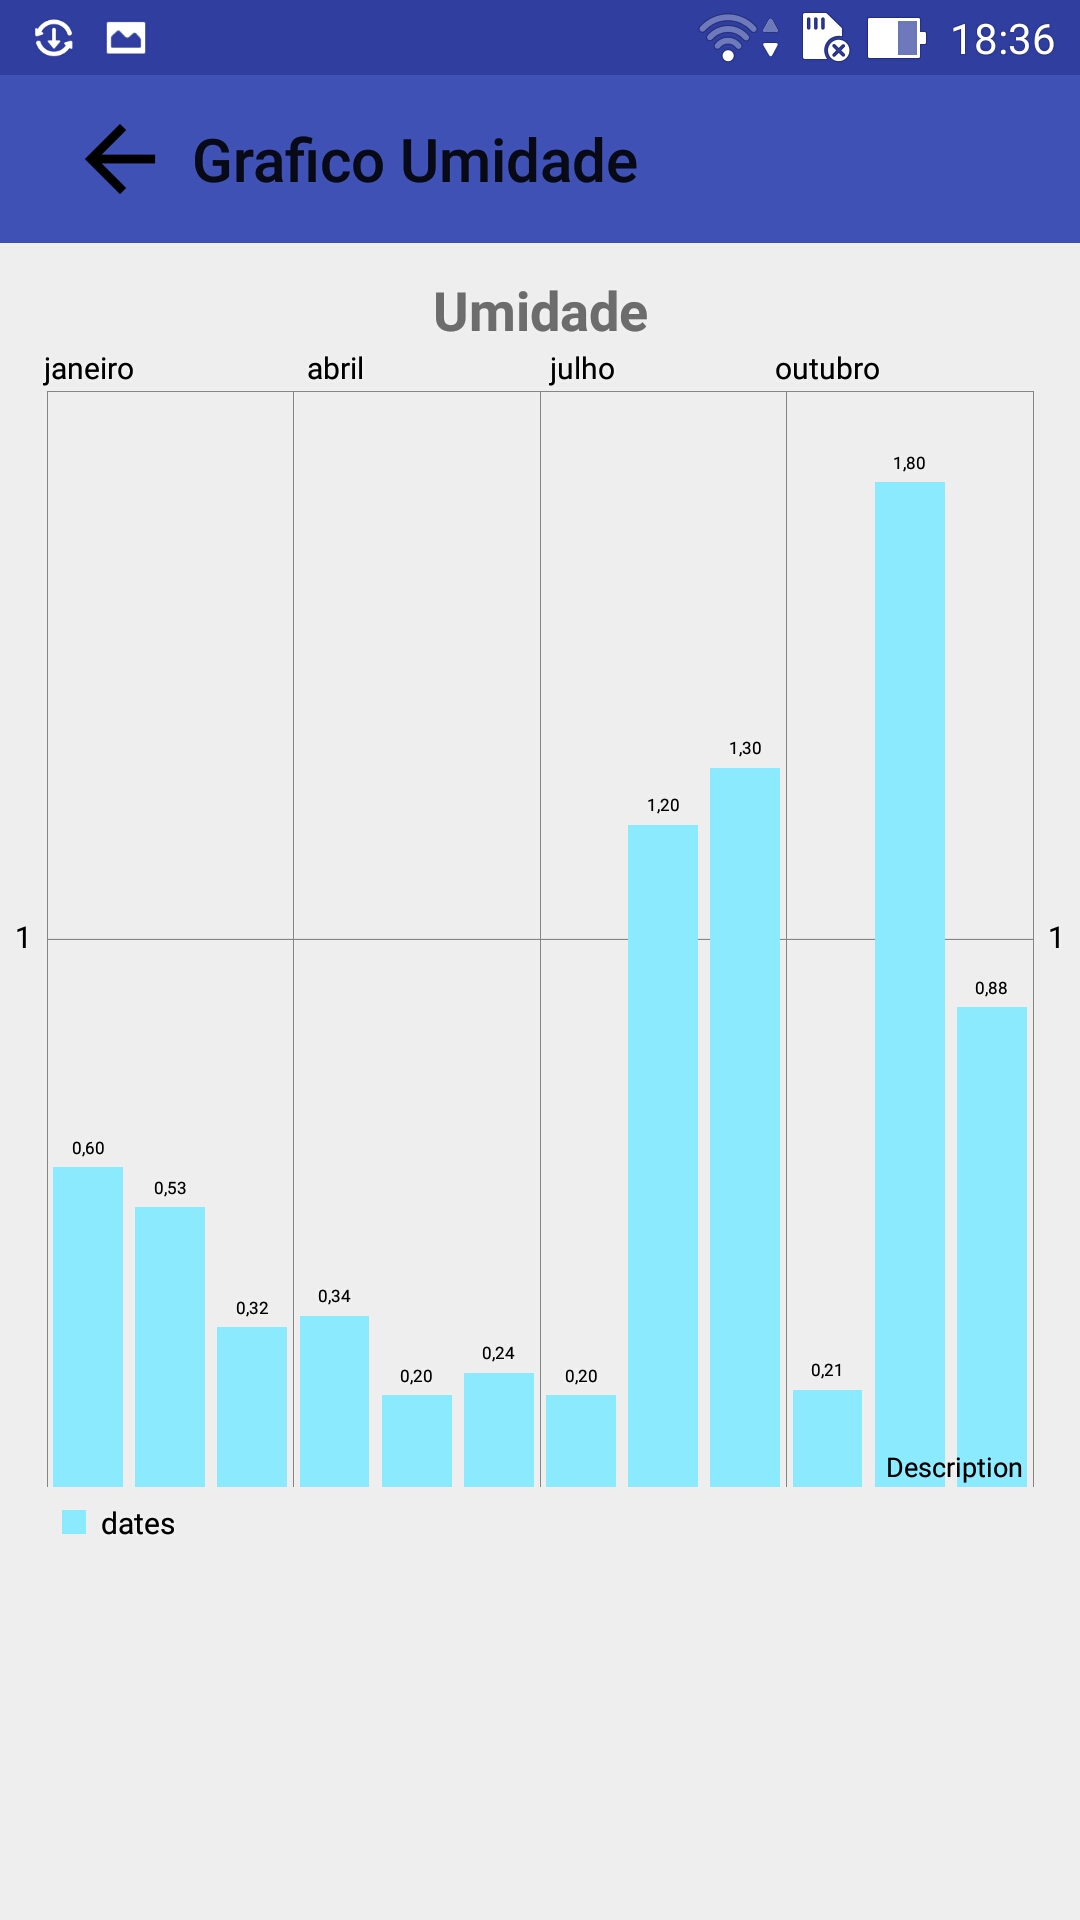 18:36
Grafico Umidade
Umidade
janeiro abril julho outubro
1,80
1,30
1,20
1 1
0,88
0,60
0,53
0,34
0,32
0,24
0,21
0,20 0,20
Description
dates